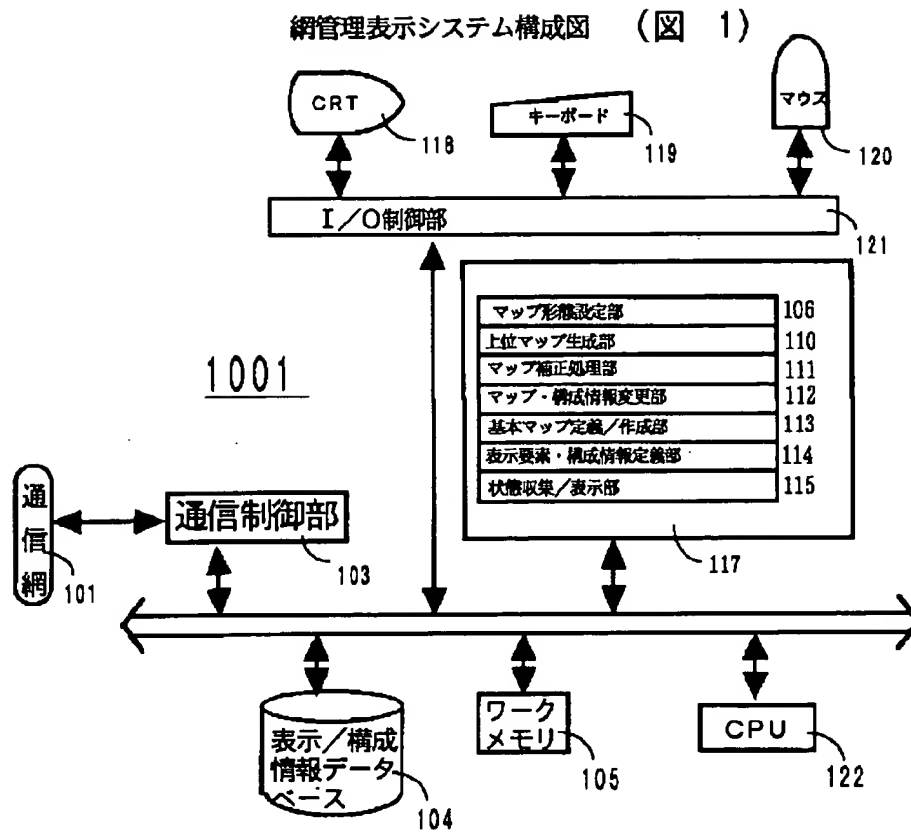 網管理表示システム構成図 (図 1)
CRT
118
キーボード
119
マウス
120
I/O制御部
121
マップ形態設定部 106
上位マップ生成部 110
マップ補正処理部 111
マップ・構成情報変更部 112
基本マップ定義/作成部 113
表示要素・構成情報定義部 114
状態収集/表示部 115
117
1001
通信網
101
通信制御部
103
表示/構成
情報データ
ベース
104
ワーク
メモリ
105
CPU
122